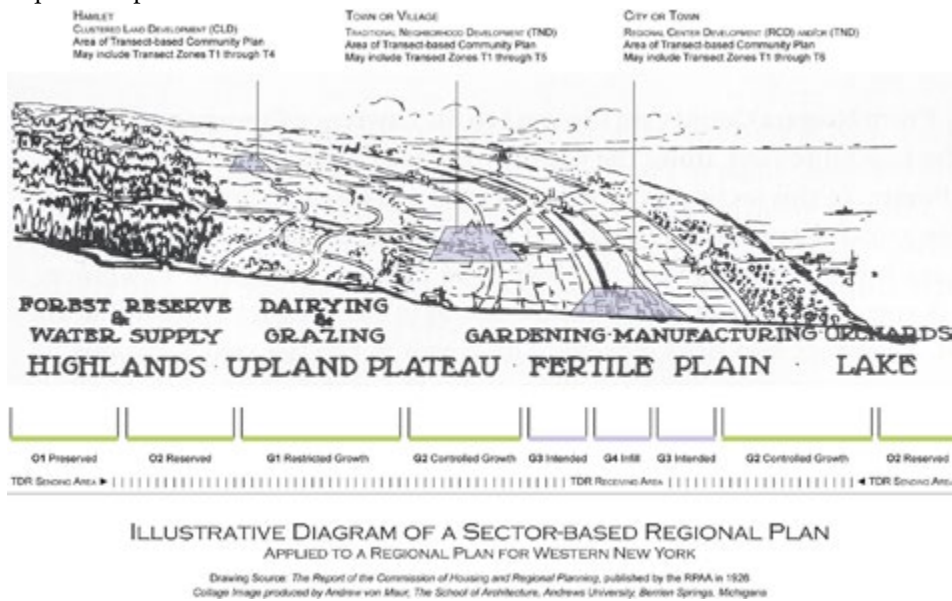 HAMLET
CLUSTERED LAND DEVELOPMENT (CLD)
Area of Transect-based Community Plan
May include Transect Zones T1 through T4
TOWN OR VILLAGE
TRADITIONAL NEIGHBORHOOD DEVELOPMENT (TND)
Area of Transect-based Community Plan
May include Transect Zones T1 through T5
CITY OR TOWN
REGIONAL CENTER DEVELOPMENT (RCD) AND/OR (TND)
Area of Transect-based Community Plan
May include Transect Zones T1 through T6
FOREST RESERVE
&
WATER SUPPLY
DAIRYING
&
GRAZING
GARDENING · MANUFACTURING · ORCHARDS
HIGHLANDS · UPLAND PLATEAU · FERTILE PLAIN LAKE
O1 Preserved
O2 Reserved
G1 Restricted Growth
G2 Controlled Growth
G3 Intended
G4 Infill
G3 Intended
G2 Controlled Growth
O2 Reserved
TDR SENDING AREA ▶
TDR RECEIVING AREA
◀ TDR SENDING AREA
ILLUSTRATIVE DIAGRAM OF A SECTOR-BASED REGIONAL PLAN
APPLIED TO A REGIONAL PLAN FOR WESTERN NEW YORK
Drawing Source: The Report of the Commission of Housing and Regional Planning, published by the RPAA in 1926
Collage Image produced by Andrew von Maur, The School of Architecture, Andrews University, Berrien Springs, Michigana